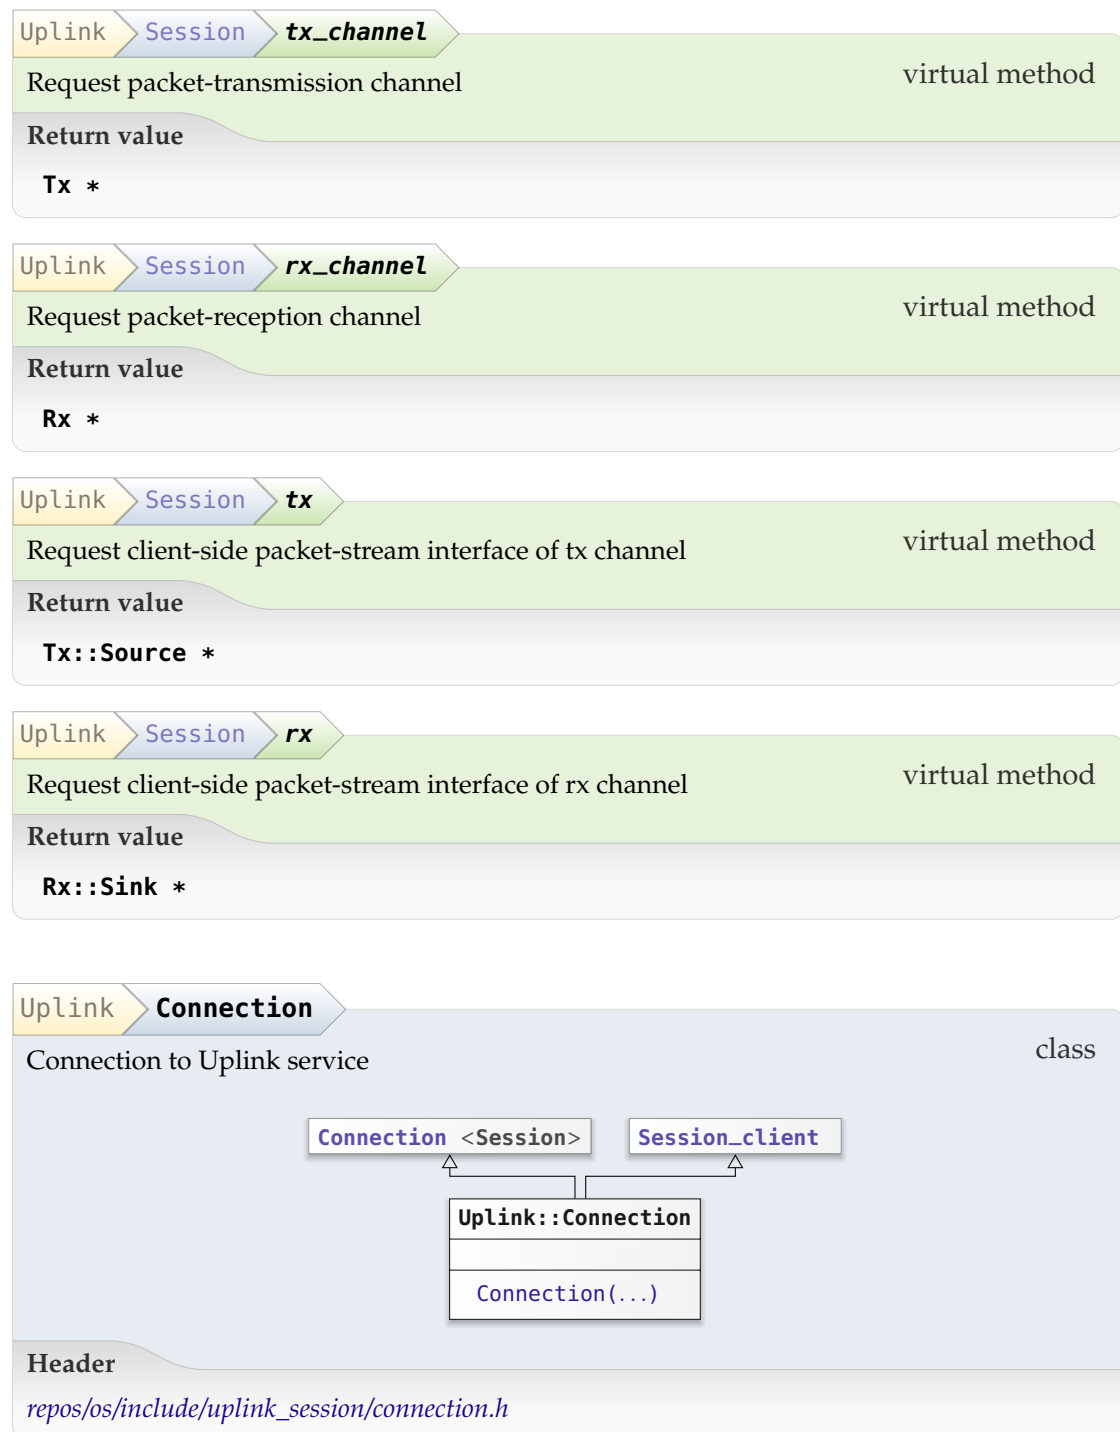 Uplink Session tx_channel
Request packet-transmission channel virtual method
Return value
Tx *
Uplink Session rx_channel
Request packet-reception channel virtual method
Return value
Rx *
Uplink Session tx
Request client-side packet-stream interface of tx channel virtual method
Return value
Tx::Source *
Uplink Session rx
Request client-side packet-stream interface of rx channel virtual method
Return value
Rx::Sink *
Uplink Connection
Connection to Uplink service class
Connection <Session> Session_client
Uplink::Connection
Connection(...)
Header
repos/os/include/uplink_session/connection.h